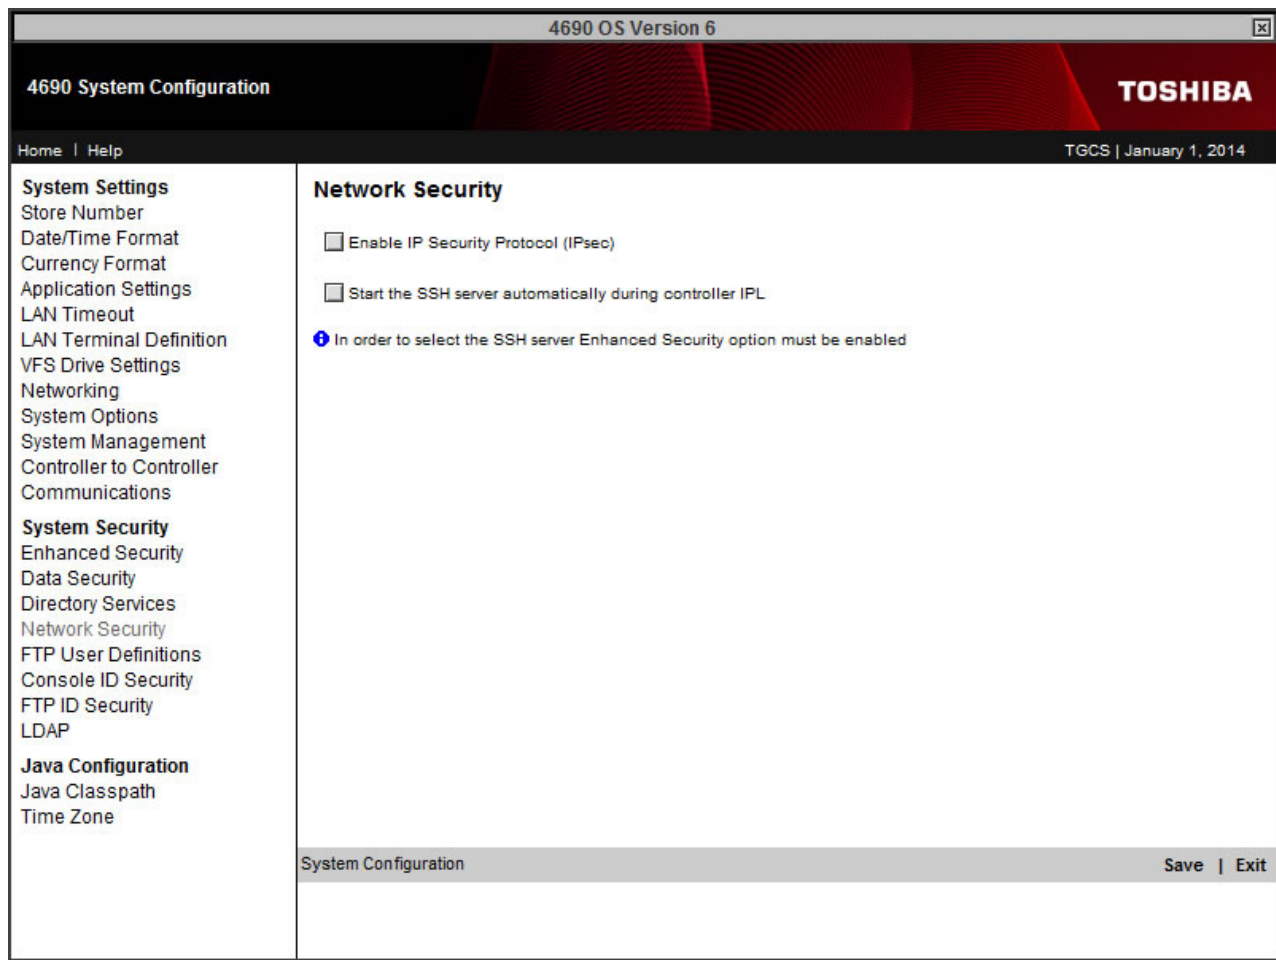 4690 OS Version 6
4690 System Configuration
TOSHIBA
Home | Help
TGCS | January 1, 2014
System Settings
Store Number
Date/Time Format
Currency Format
Application Settings
LAN Timeout
LAN Terminal Definition
VFS Drive Settings
Networking
System Options
System Management
Controller to Controller
Communications
System Security
Enhanced Security
Data Security
Directory Services
Network Security
FTP User Definitions
Console ID Security
FTP ID Security
LDAP
Java Configuration
Java Classpath
Time Zone
Network Security
Enable IP Security Protocol (IPsec)
Start the SSH server automatically during controller IPL
In order to select the SSH server Enhanced Security option must be enabled
System Configuration
Save | Exit